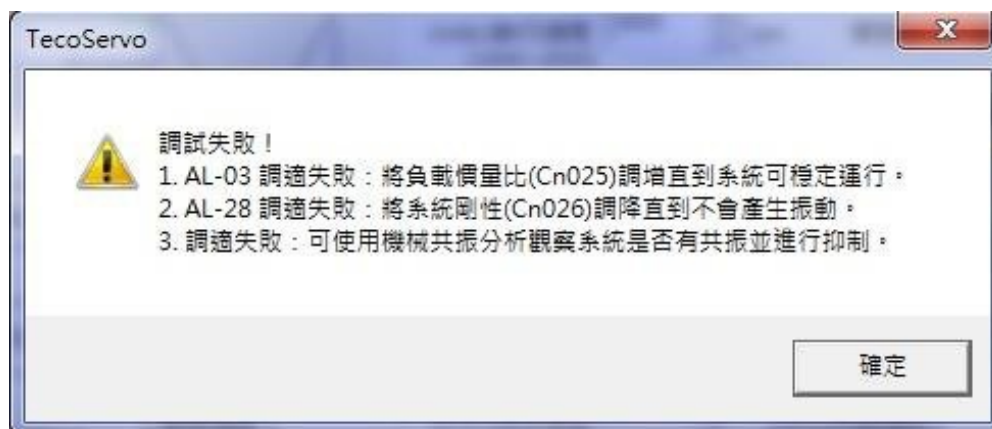 TecoServo
調試失敗！
1. AL-03 調適失敗：將負載慣量比(Cn025)調增直到系統可穩定運行。
2. AL-28 調適失敗：將系統剛性(Cn026)調降直到不會產生振動。
3. 調適失敗：可使用機械共振分析觀察系統是否有共振並進行抑制。
確定